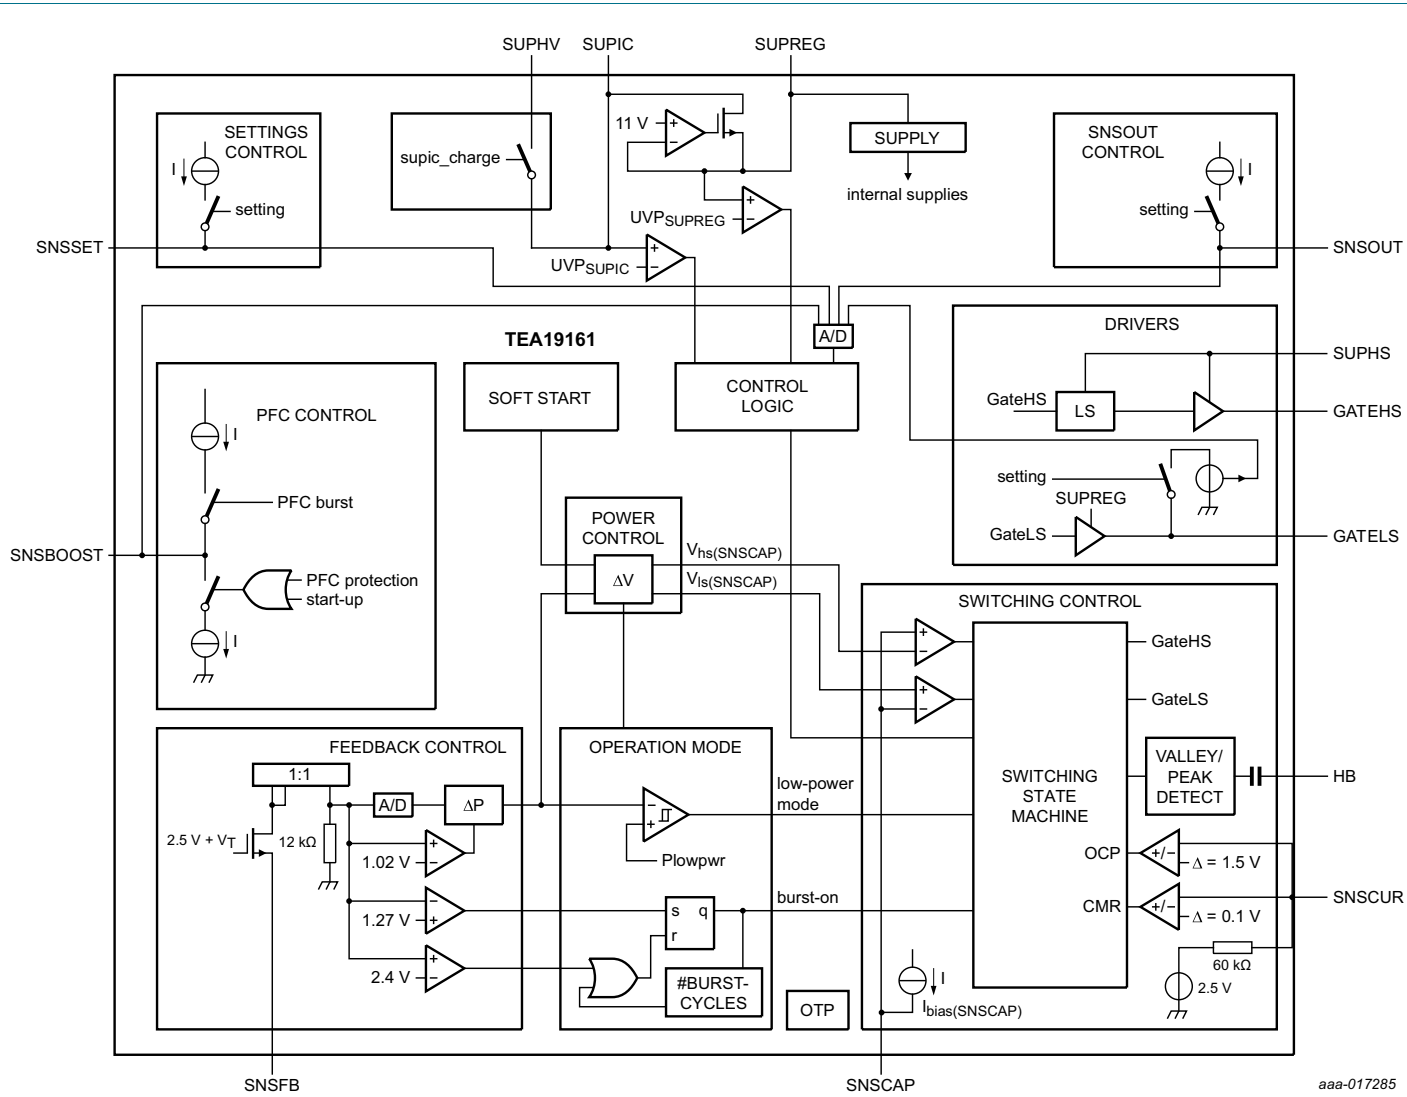 SUPHV SUPIC SUPREG
SETTINGS
CONTROL
I
setting
supic_charge
11 V
+
−
SUPPLY
internal supplies
+
−
UVPSUPREG
+
−
UVPSUPIC
SNSOUT
CONTROL
I
setting
SNSSET
SNSOUT
TEA19161
A/D
DRIVERS
SUPHS
GateHS
LS
GATEHS
setting
SUPREG
GateLS
GATELS
PFC CONTROL
I
PFC burst
SNSBOOST
PFC protection
start-up
I
SOFT START
CONTROL
LOGIC
POWER
CONTROL
ΔV
Vhs(SNSCAP)
Vls(SNSCAP)
SWITCHING CONTROL
+
−
+
−
GateHS
GateLS
SWITCHING
STATE
MACHINE
VALLEY/
PEAK
DETECT
HB
OCP
+/−
Δ = 1.5 V
CMR
+/−
Δ = 0.1 V
SNSCUR
60 kΩ
2.5 V
I
Ibias(SNSCAP)
FEEDBACK CONTROL
1:1
A/D
ΔP
2.5 V + VT
12 kΩ
+
1.02 V −
−
1.27 V +
+
2.4 V −
OPERATION MODE
−
+
Plowpwr
low-power
mode
s q
r
burst-on
#BURST-
CYCLES
OTP
SNSFB
SNSCAP
aaa-017285